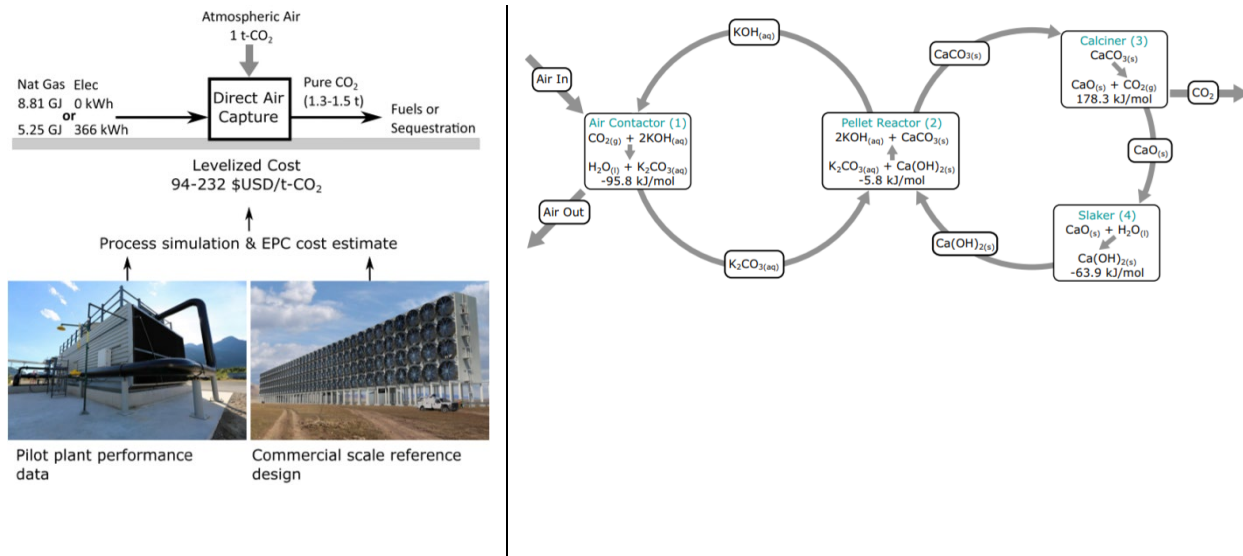 Atmospheric Air
1 t-CO₂
Nat Gas Elec
8.81 GJ 0 kWh
or
5.25 GJ 366 kWh
Direct Air
Capture
Pure CO₂
(1.3-1.5 t)
Fuels or
Sequestration
Levelized Cost
94-232 $USD/t-CO₂
Process simulation & EPC cost estimate
Pilot plant performance
data
Commercial scale reference
design
KOH(aq)
Air In
Air Contactor (1)
CO₂(g) + 2KOH(aq)
H₂O(l) + K₂CO₃(aq)
-95.8 kJ/mol
Air Out
K₂CO₃(aq)
Pellet Reactor (2)
2KOH(aq) + CaCO₃(s)
K₂CO₃(aq) + Ca(OH)₂(s)
-5.8 kJ/mol
CaCO₃(s)
Calciner (3)
CaCO₃(s)
CaO(s) + CO₂(g)
178.3 kJ/mol
CO₂
CaO(s)
Slaker (4)
CaO(s) + H₂O(l)
Ca(OH)₂(s)
-63.9 kJ/mol
Ca(OH)₂(s)